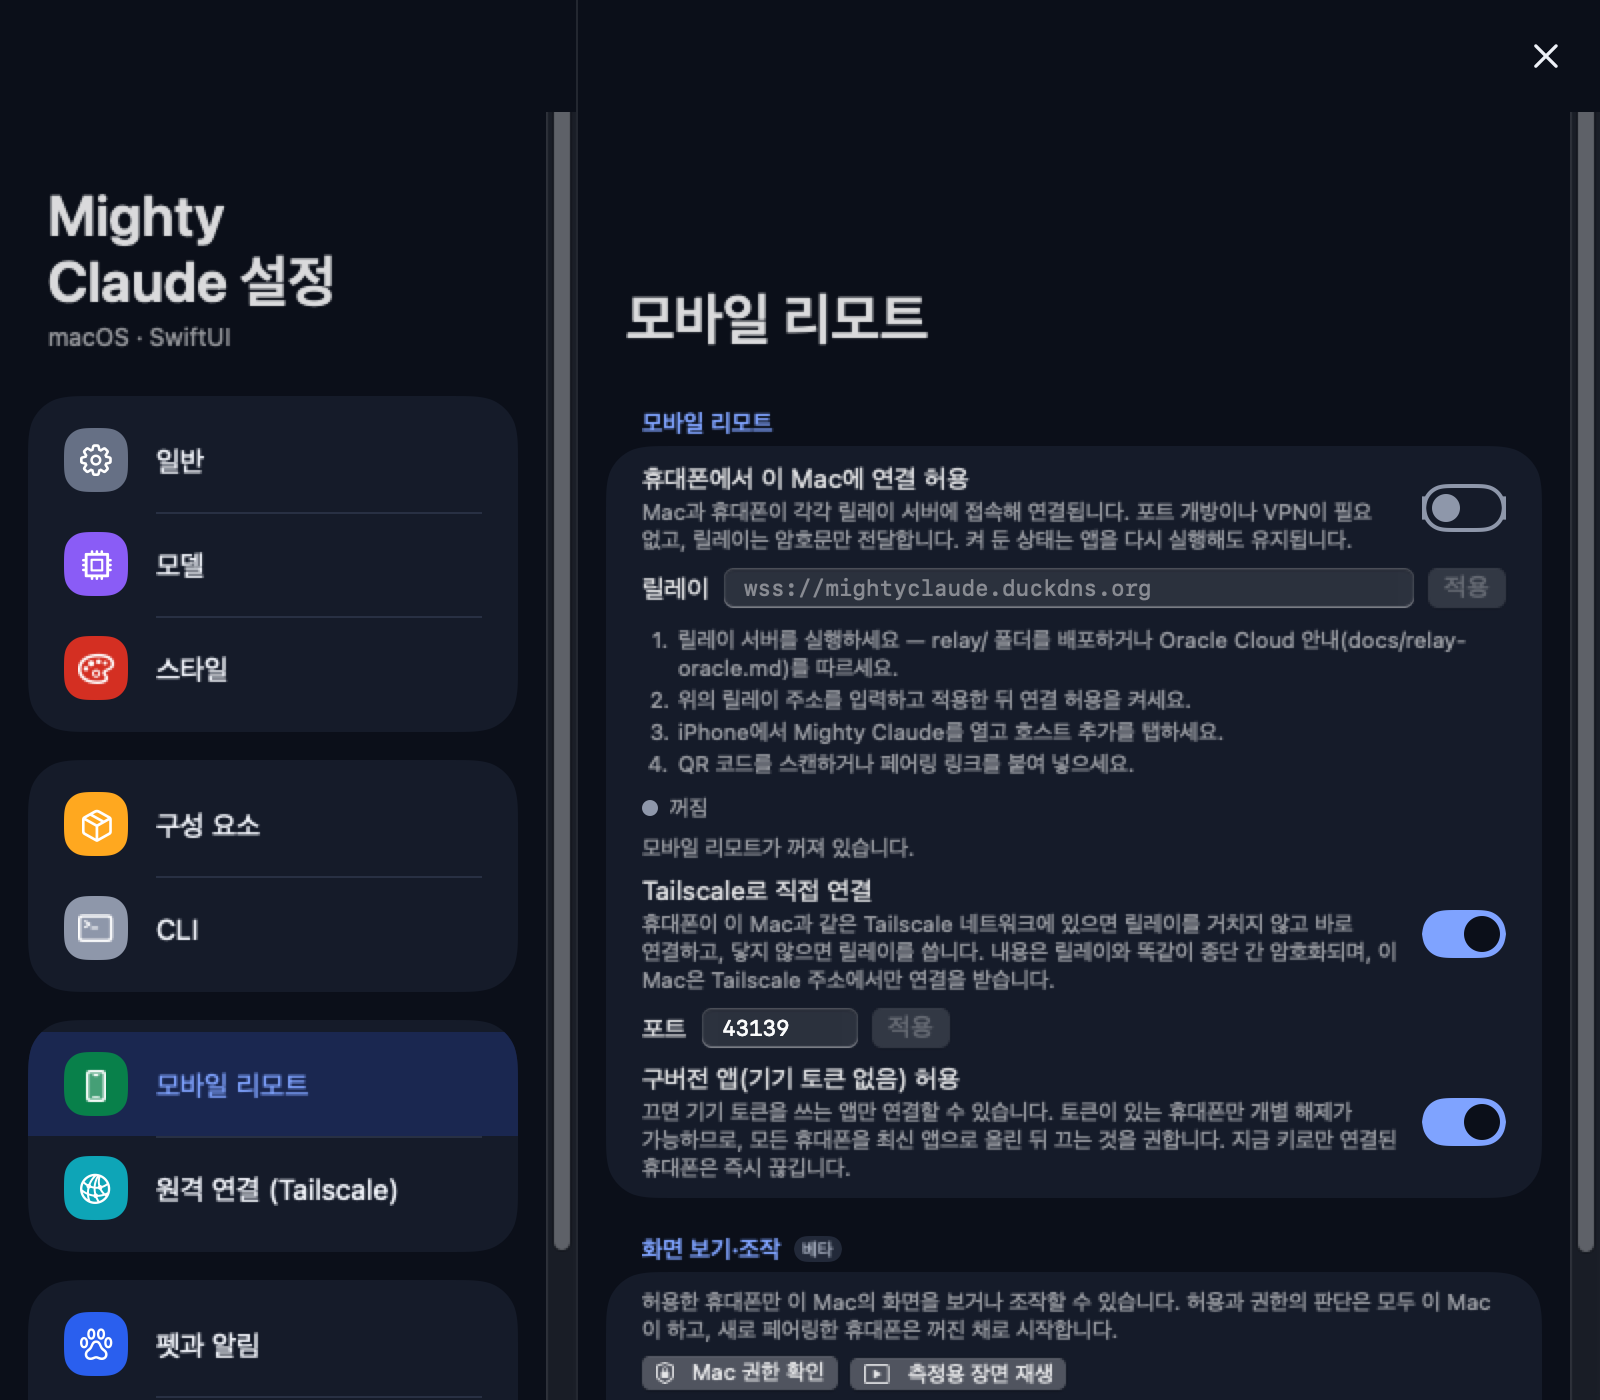 Mighty
Claude 설정
macOS · SwiftUI
일반
모델
스타일
구성 요소
CLI
모바일 리모트
원격 연결 (Tailscale)
펫과 알림
모바일 리모트
모바일 리모트
휴대폰에서 이 Mac에 연결 허용
Mac과 휴대폰이 각각 릴레이 서버에 접속해 연결됩니다. 포트 개방이나 VPN이 필요
없고, 릴레이는 암호문만 전달합니다. 켜 둔 상태는 앱을 다시 실행해도 유지됩니다.
릴레이 wss://mightyclaude.duckdns.org 적용
1. 릴레이 서버를 실행하세요 — relay/ 폴더를 배포하거나 Oracle Cloud 안내(docs/relay-
oracle.md)를 따르세요.
2. 위의 릴레이 주소를 입력하고 적용한 뒤 연결 허용을 켜세요.
3. iPhone에서 Mighty Claude를 열고 호스트 추가를 탭하세요.
4. QR 코드를 스캔하거나 페어링 링크를 붙여 넣으세요.
꺼짐
모바일 리모트가 꺼져 있습니다.
Tailscale로 직접 연결
휴대폰이 이 Mac과 같은 Tailscale 네트워크에 있으면 릴레이를 거치지 않고 바로
연결하고, 닿지 않으면 릴레이를 씁니다. 내용은 릴레이와 똑같이 종단 간 암호화되며, 이
Mac은 Tailscale 주소에서만 연결을 받습니다.
포트 43139 적용
구버전 앱(기기 토큰 없음) 허용
끄면 기기 토큰을 쓰는 앱만 연결할 수 있습니다. 토큰이 있는 휴대폰만 개별 해제가
가능하므로, 모든 휴대폰을 최신 앱으로 올린 뒤 끄는 것을 권합니다. 지금 키로만 연결된
휴대폰은 즉시 끊깁니다.
화면 보기·조작 베타
허용한 휴대폰만 이 Mac의 화면을 보거나 조작할 수 있습니다. 허용과 권한의 판단은 모두 이 Mac
이 하고, 새로 페어링한 휴대폰은 꺼진 채로 시작합니다.
Mac 권한 확인 측정용 장면 재생